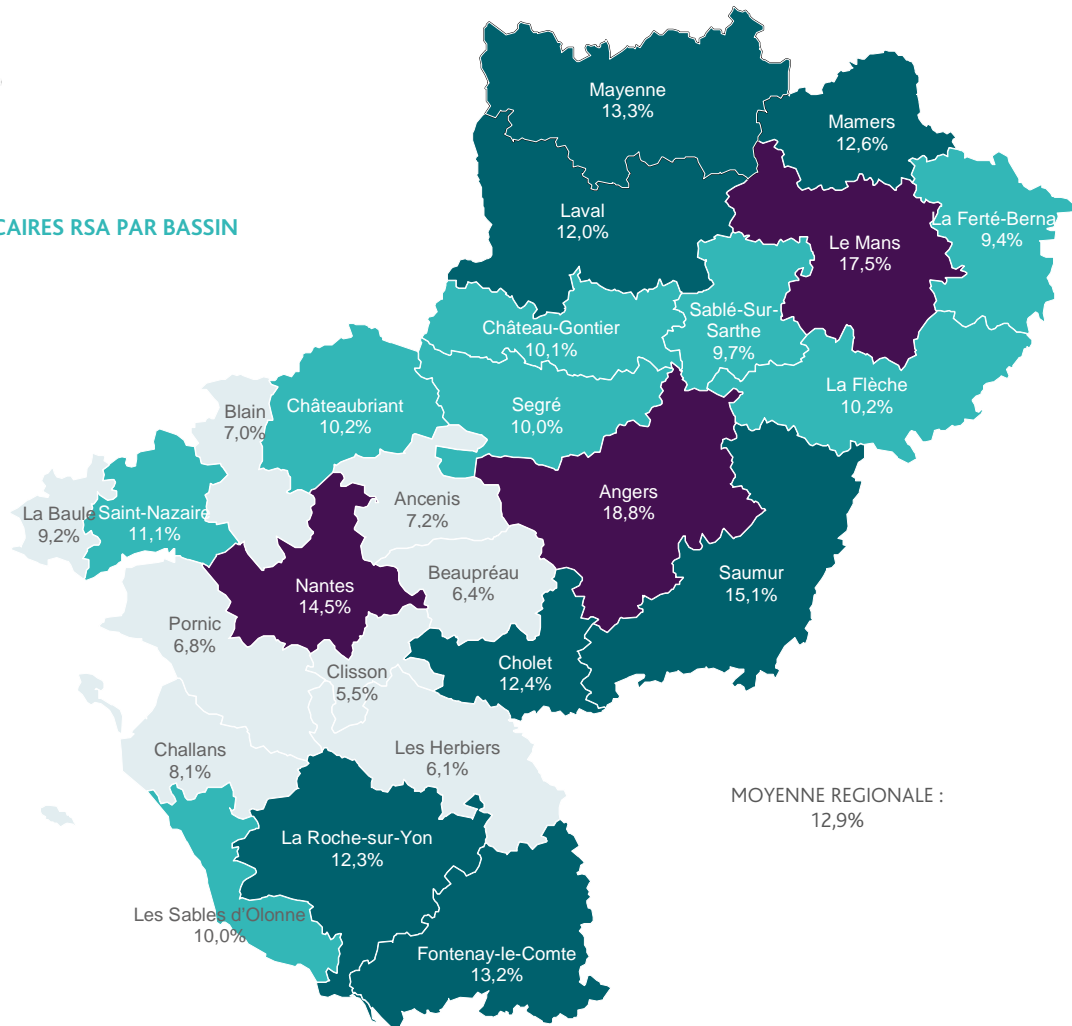 Mayenne
13,3%
Mamers
12,6%
CAIRES RSA PAR BASSIN
Laval
12,0%
La Ferté-Berna
9,4%
Le Mans
17,5%
Château-Gontier
10,1%
Sablé-Sur-
Sarthe
9,7%
La Flèche
10,2%
Blain
7,0%
Châteaubriant
10,2%
Segré
10,0%
La Baule
9,2%
Saint-Nazaire
11,1%
Ancenis
7.2%
Angers
18,8%
Nantes
14,5%
Beaupréau
6,4%
Saumur
15,1%
Pornic
6,8%
Clisson
5,5%
Cholet
12,4%
Challans
8,1%
Les Herbiers
6,1%
MOYENNE REGIONALE :
12,9%
La Roche-sur-Yon
12,3%
Les Sables d'Olonne
10,0%
Fontenay-le-Comte
13,2%